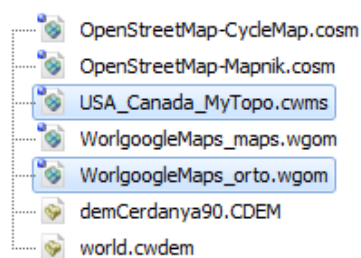 OpenStreetMap-CycleMap.cosm
OpenStreetMap-Mapnik.cosm
USA_Canada_MyTopo.cwms
WorlgoogleMaps_maps.wgom
WorlgoogleMaps_orto.wgom
demCerdanya90.CDEM
world.cwdem